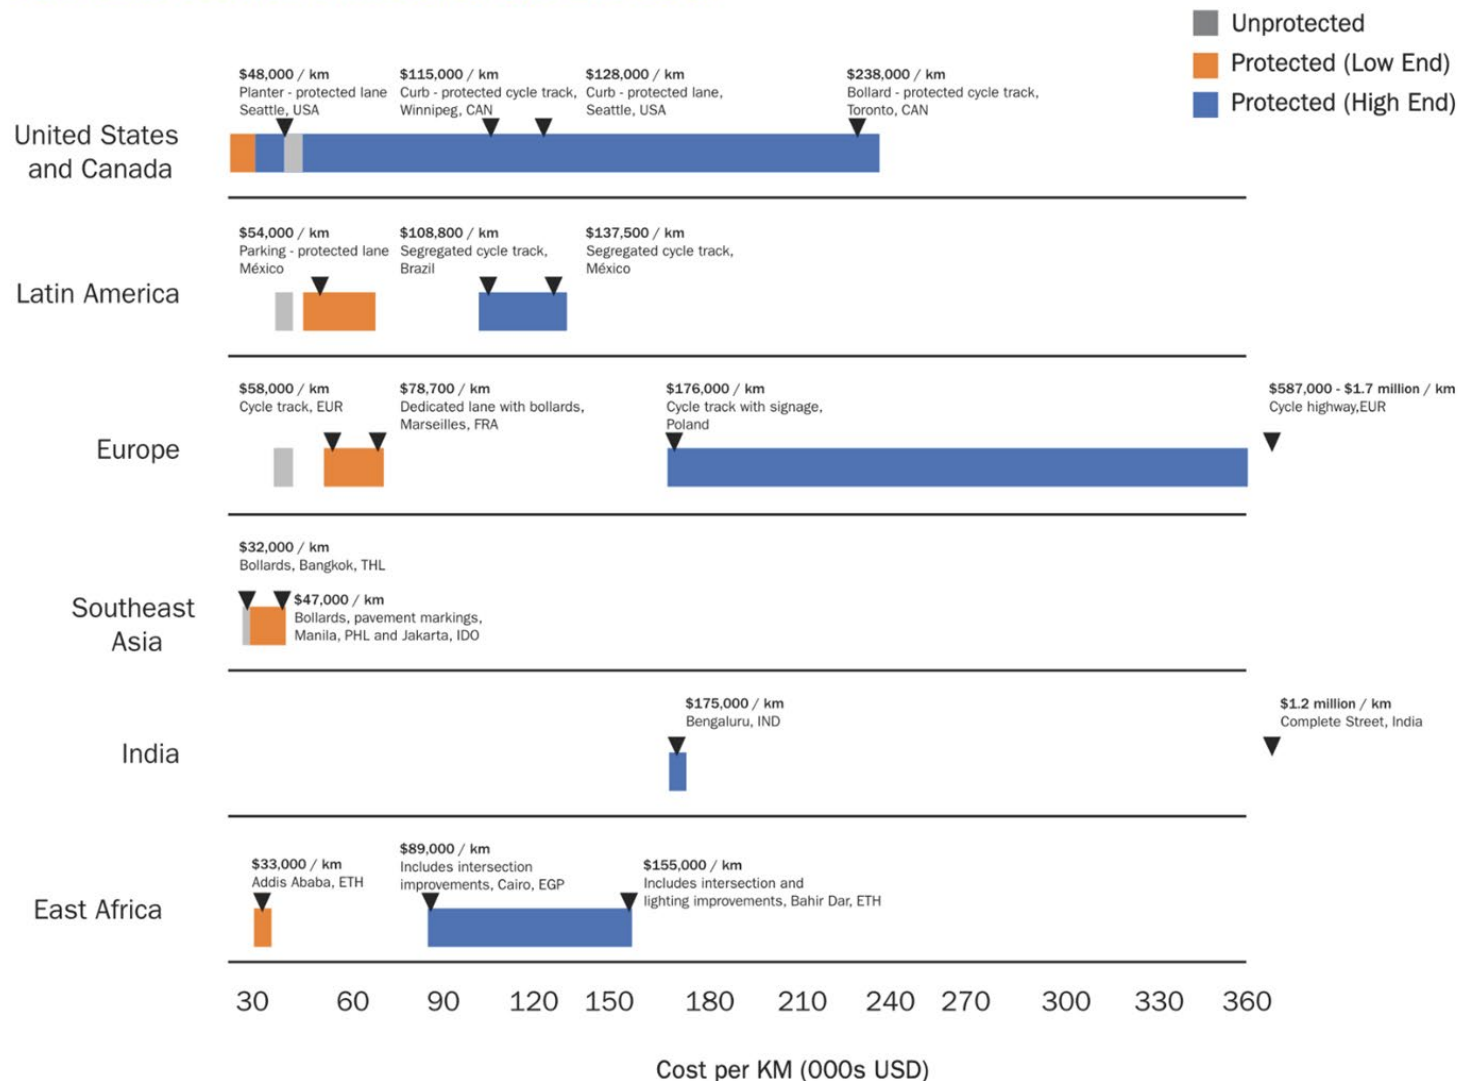 Unprotected
Protected (Low End)
Protected (High End)
United States
and Canada
$48,000 / km
Planter - protected lane
Seattle, USA
$115,000 / km
Curb - protected cycle track,
Winnipeg, CAN
$128,000 / km
Curb - protected lane,
Seattle, USA
$238,000 / km
Bollard - protected cycle track,
Toronto, CAN
Latin America
$54,000 / km
Parking - protected lane
México
$108,800 / km
Segregated cycle track,
Brazil
$137,500 / km
Segregated cycle track,
México
Europe
$58,000 / km
Cycle track, EUR
$78,700 / km
Dedicated lane with bollards,
Marseilles, FRA
$176,000 / km
Cycle track with signage,
Poland
$587,000 - $1.7 million / km
Cycle highway,EUR
Southeast
Asia
$32,000 / km
Bollards, Bangkok, THL
$47,000 / km
Bollards, pavement markings,
Manila, PHL and Jakarta, IDO
India
$175,000 / km
Bengaluru, IND
$1.2 million / km
Complete Street, India
East Africa
$33,000 / km
Addis Ababa, ETH
$89,000 / km
Includes intersection
improvements, Cairo, EGP
$155,000 / km
Includes intersection and
lighting improvements, Bahir Dar, ETH
30 60 90 120 150 180 210 240 270 300 330 360
Cost per KM (000s USD)